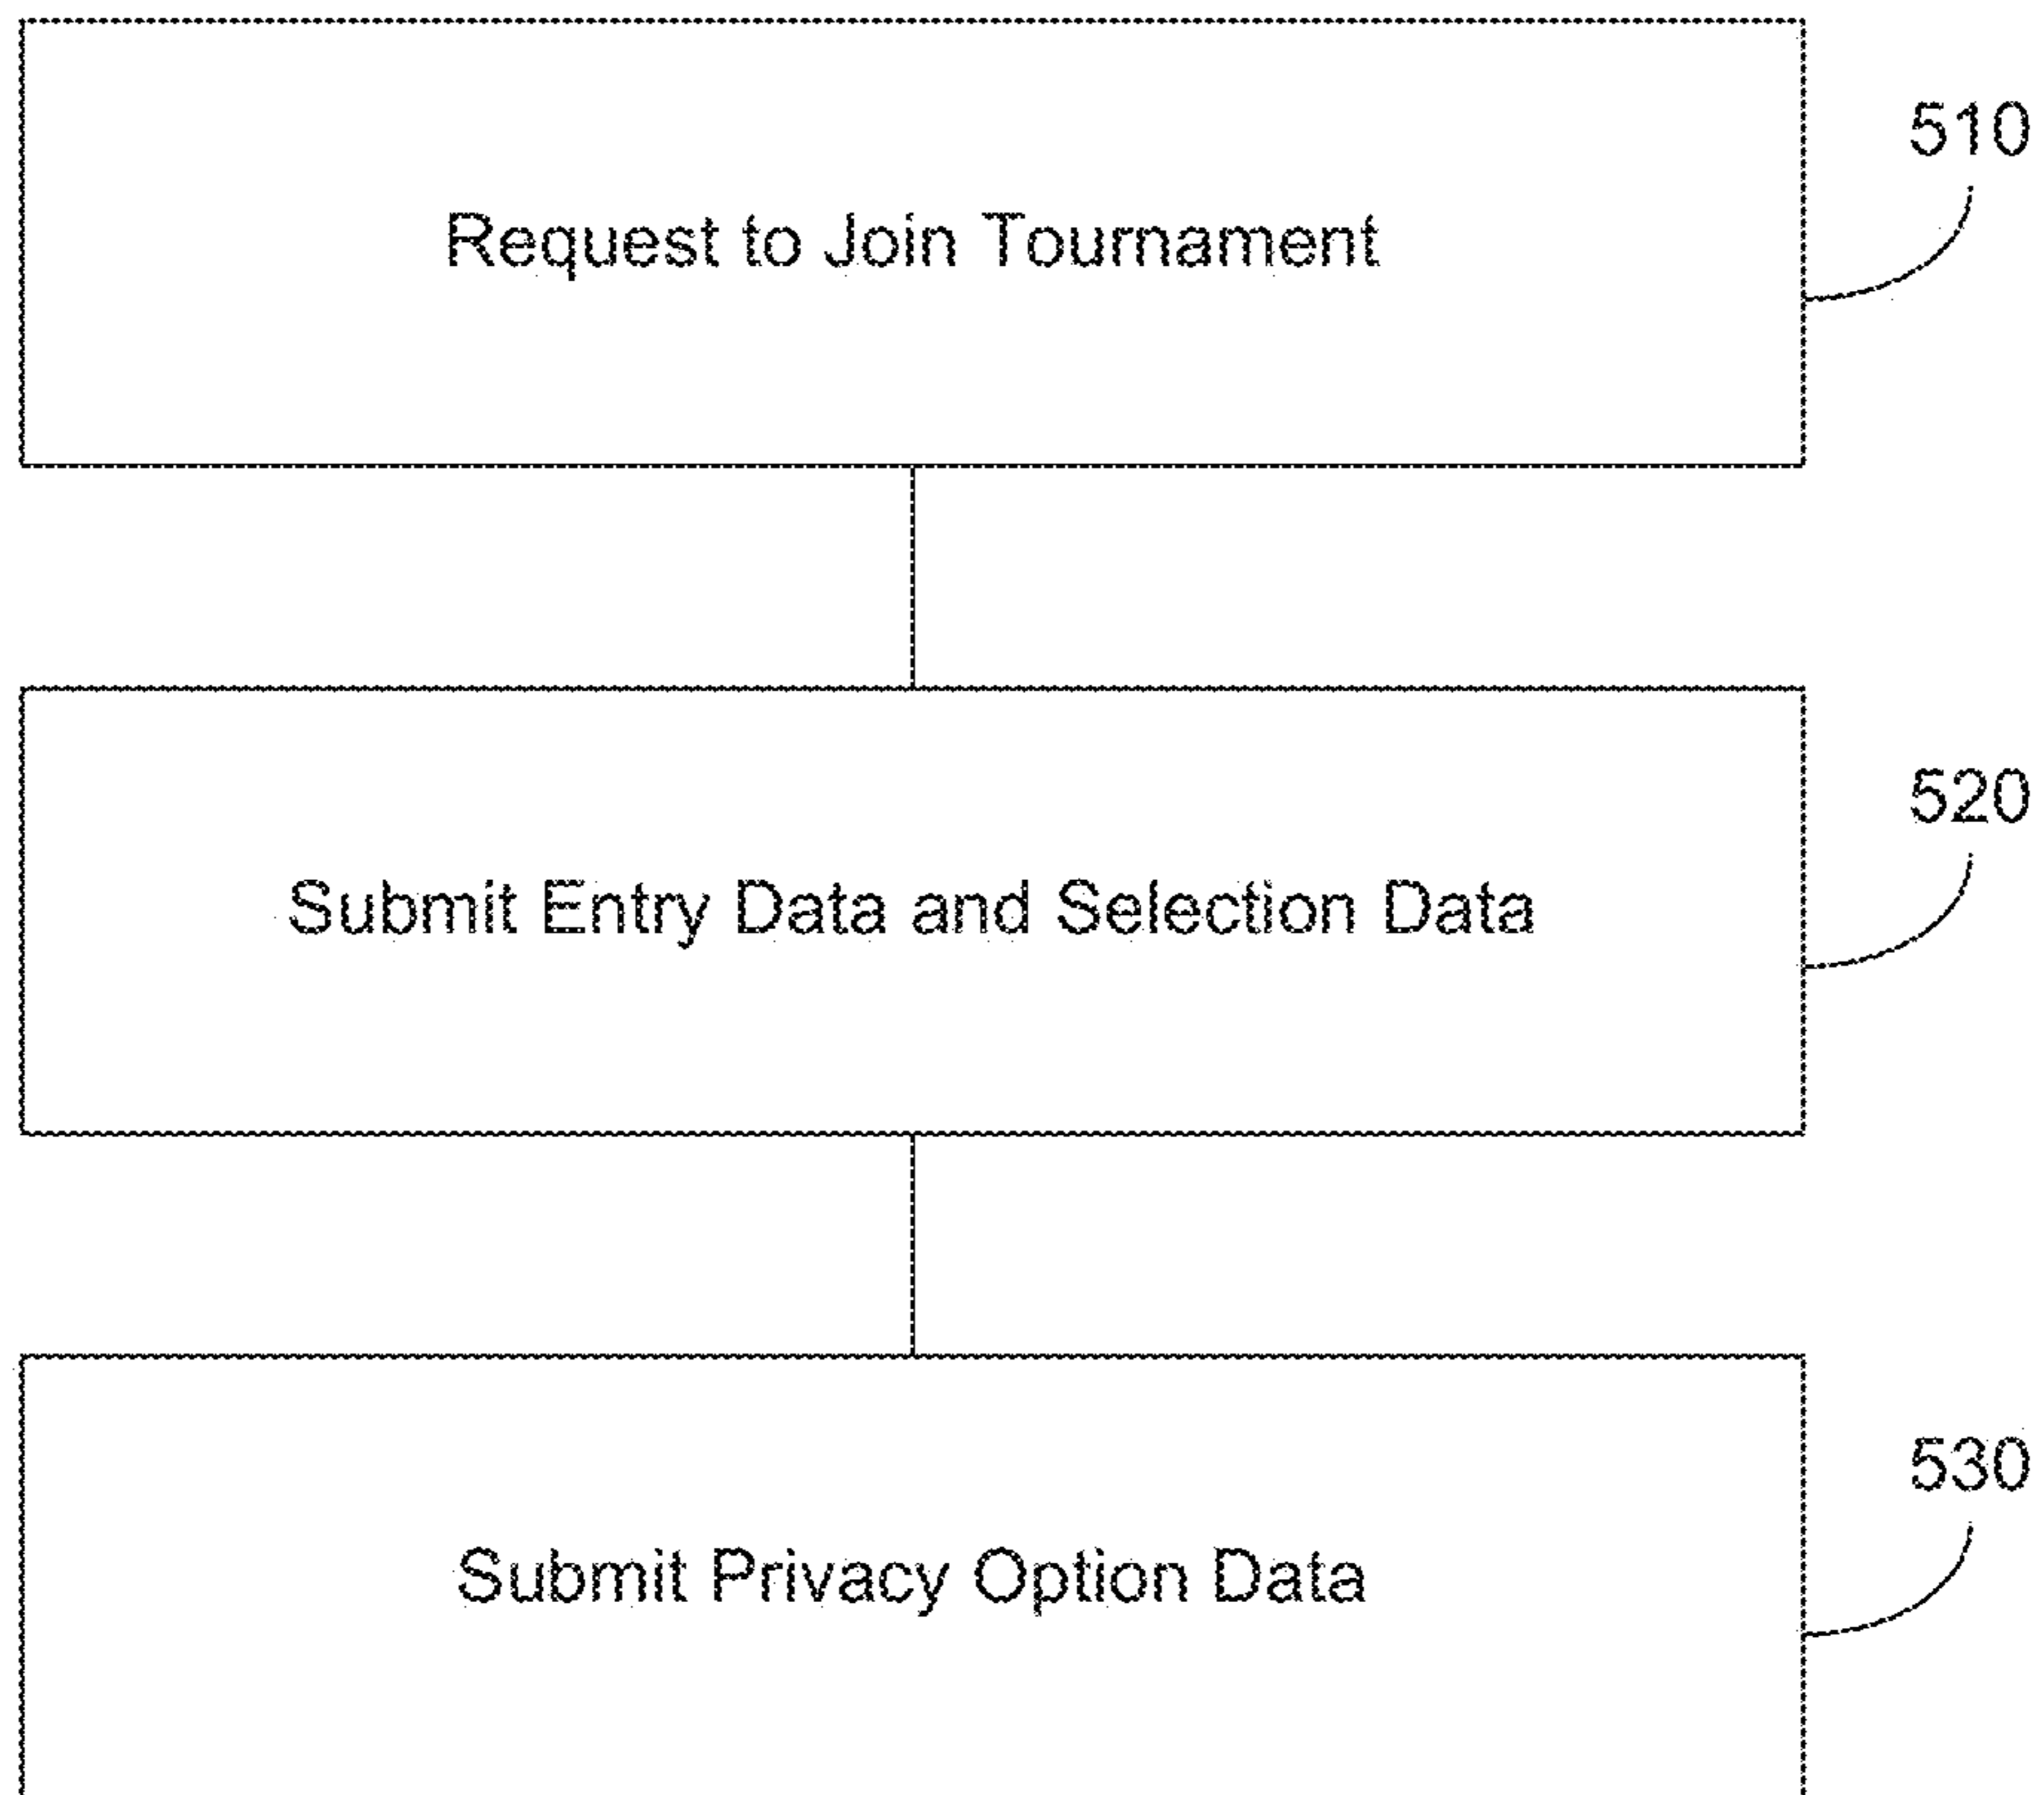 510
Request to Join Tournament
520
Submit Entry Data and Selection Data
530
Submit Privacy Option Data